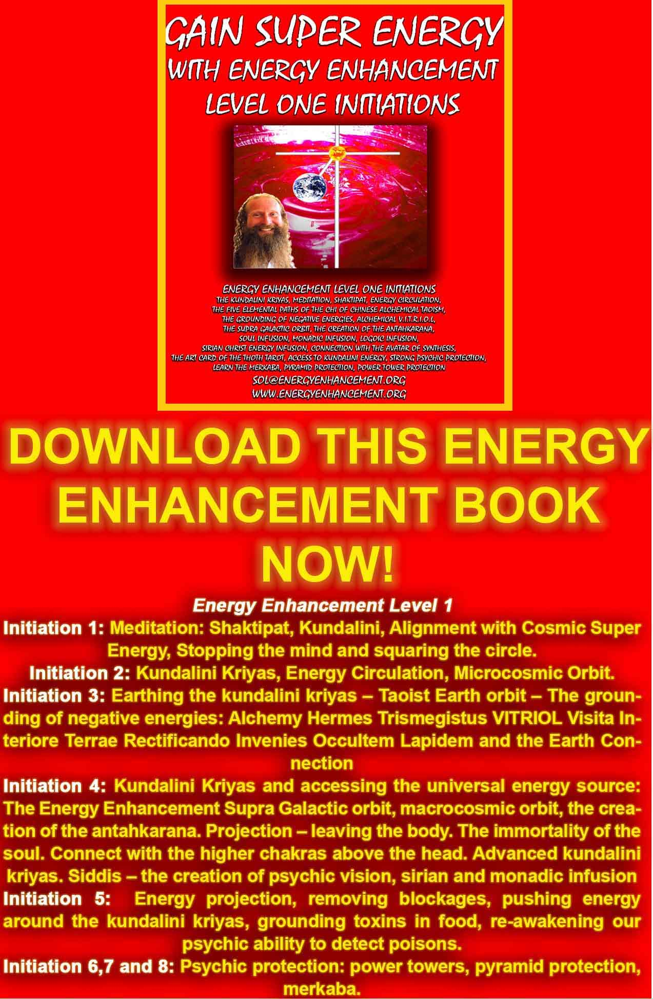 GAIN SUPER ENERGY
WITH ENERGY ENHANCEMENT
LEVEL ONE INITIATIONS
ENERGY ENHANCEMENT LEVEL ONE INITIATIONS
THE KUNDALINI KRIYAS, MEDITATION, SHAKTIPAT, ENERGY CIRCULATION,
THE FIVE ELEMENTAL PATHS OF THE CHI OF CHINESE ALCHEMICAL TAOISM,
THE GROUNDING OF NEGATIVE ENERGIES, ALCHEMICAL V.I.T.R.I.O.L,
THE SUPRA GALACTIC ORBIT, THE CREATION OF THE ANTAHKARANA,
SOUL INFUSION, MONADIC INFUSION, LOGOIC INFUSION,
SIRIAN CHRIST ENERGY INFUSION, CONNECTION WITH THE AVATAR OF SYNTHESIS,
THE ART CARD OF THE THOTH TAROT, ACCESS TO KUNDALINI ENERGY, STRONG PSYCHIC PROTECTION,
LEARN THE MERKABA, PYRAMID PROTECTION, POWER TOWER PROTECTION
SOL@ENERGYENHANCEMENT.ORG
WWW.ENERGYENHANCEMENT.ORG
DOWNLOAD THIS ENERGY
ENHANCEMENT BOOK
NOW!
Energy Enhancement Level 1
Initiation 1: Meditation: Shaktipat, Kundalini, Alignment with Cosmic Super
Energy, Stopping the mind and squaring the circle.
Initiation 2: Kundalini Kriyas, Energy Circulation, Microcosmic Orbit.
Initiation 3: Earthing the kundalini kriyas – Taoist Earth orbit – The groun-
ding of negative energies: Alchemy Hermes Trismegistus VITRIOL Visita In-
teriore Terrae Rectificando Invenies Occultem Lapidem and the Earth Con-
nection
Initiation 4: Kundalini Kriyas and accessing the universal energy source:
The Energy Enhancement Supra Galactic orbit, macrocosmic orbit, the crea-
tion of the antahkarana. Projection – leaving the body. The immortality of the
soul. Connect with the higher chakras above the head. Advanced kundalini
kriyas. Siddis – the creation of psychic vision, sirian and monadic infusion
Initiation 5: Energy projection, removing blockages, pushing energy
around the kundalini kriyas, grounding toxins in food, re-awakening our
psychic ability to detect poisons.
Initiation 6,7 and 8: Psychic protection: power towers, pyramid protection,
merkaba.